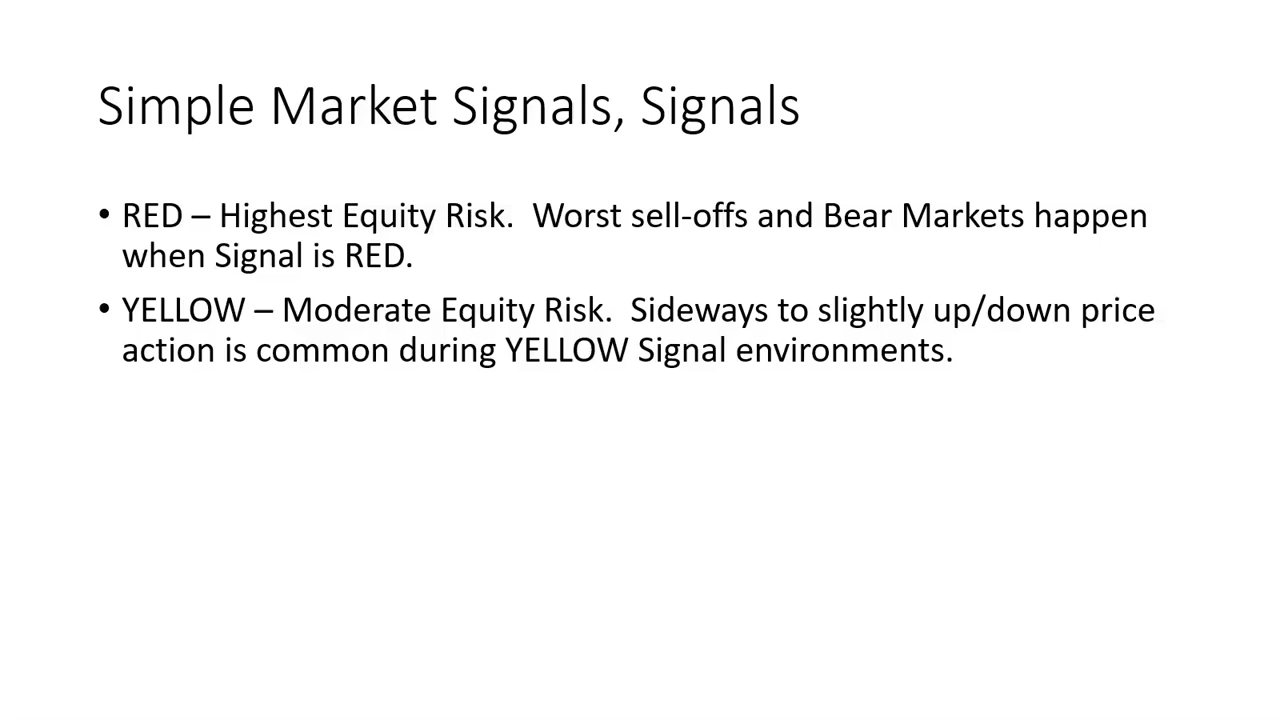 Simple Market Signals, Signals
• RED – Highest Equity Risk.  Worst sell-offs and Bear Markets happen
when Signal is RED.
• YELLOW – Moderate Equity Risk.  Sideways to slightly up/down price
action is common during YELLOW Signal environments.